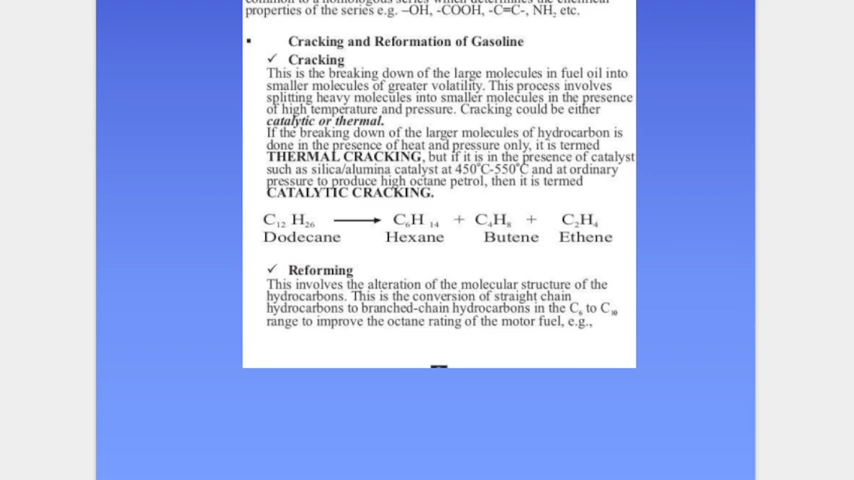 properties of the series e.g. –OH, -COOH, -C=C-, NH₂ etc.
▪ Cracking and Reformation of Gasoline
✓ Cracking
This is the breaking down of the large molecules in fuel oil into
smaller molecules of greater volatility. This process involves
splitting heavy molecules into smaller molecules in the presence
of high temperature and pressure. Cracking could be either
catalytic or thermal.
If the breaking down of the larger molecules of hydrocarbon is
done in the presence of heat and pressure only, it is termed
THERMAL CRACKING, but if it is in the presence of catalyst
such as silica/alumina catalyst at 450°C-550°C and at ordinary
pressure to produce high octane petrol, then it is termed
CATALYTIC CRACKING.
C₁₂ H₂₆ ⟶ C₆H ₁₄ + C₄H₈ + C₂H₄
Dodecane Hexane Butene Ethene
✓ Reforming
This involves the alteration of the molecular structure of the
hydrocarbons. This is the conversion of straight chain
hydrocarbons to branched-chain hydrocarbons in the C₆ to C₁₀
range to improve the octane rating of the motor fuel, e.g.,